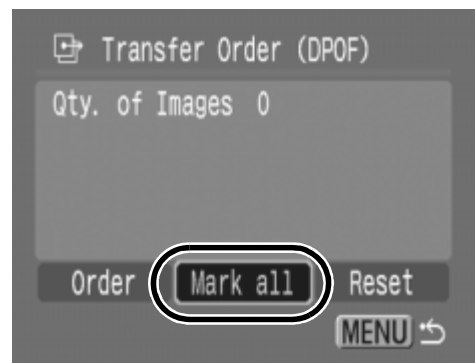 Transfer Order (DPOF)
Qty. of Images 0
Order Mark all Reset
MENU